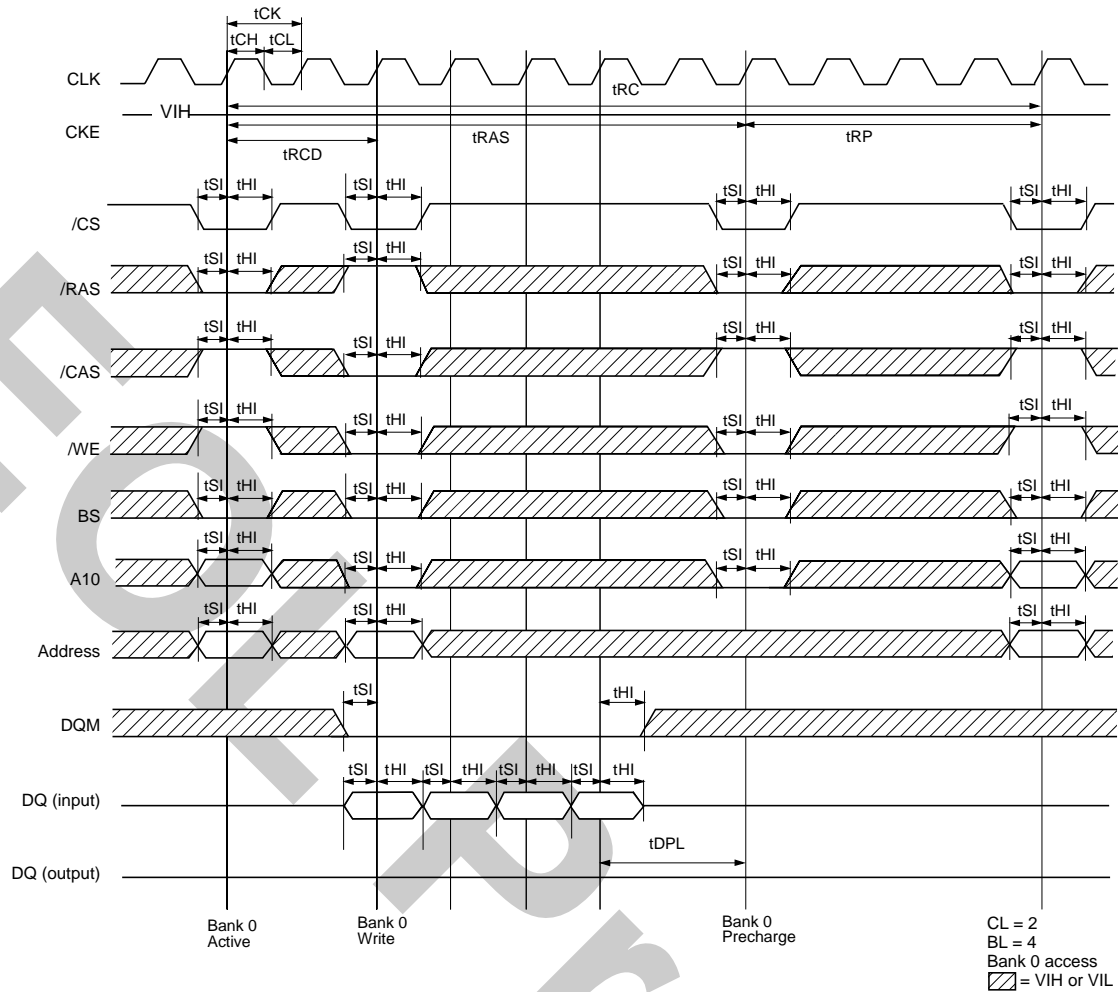 tCK
tCH tCL
CLK
tRC
VIH
CKE
tRAS tRP
tRCD
tSI tHI tSI tHI tSI tHI tSI tHI
/CS
tSI tHI
tSI tHI tSI tHI tSI tHI
/RAS
tSI tHI tSI tHI tSI tHI tSI tHI
/CAS
tSI tHI tSI tHI tSI tHI tSI tHI
/WE
tSI tHI tSI tHI tSI tHI tSI tHI
BS
tSI tHI tSI tHI tSI tHI tSI tHI
A10
tSI tHI tSI tHI tSI tHI
Address
tSI tHI
DQM
tSI tHI tSI tHI tSI tHI tSI tHI
DQ (input)
tDPL
DQ (output)
Bank 0
Active
Bank 0
Write
Bank 0
Precharge
CL = 2
BL = 4
Bank 0 access
= VIH or VIL